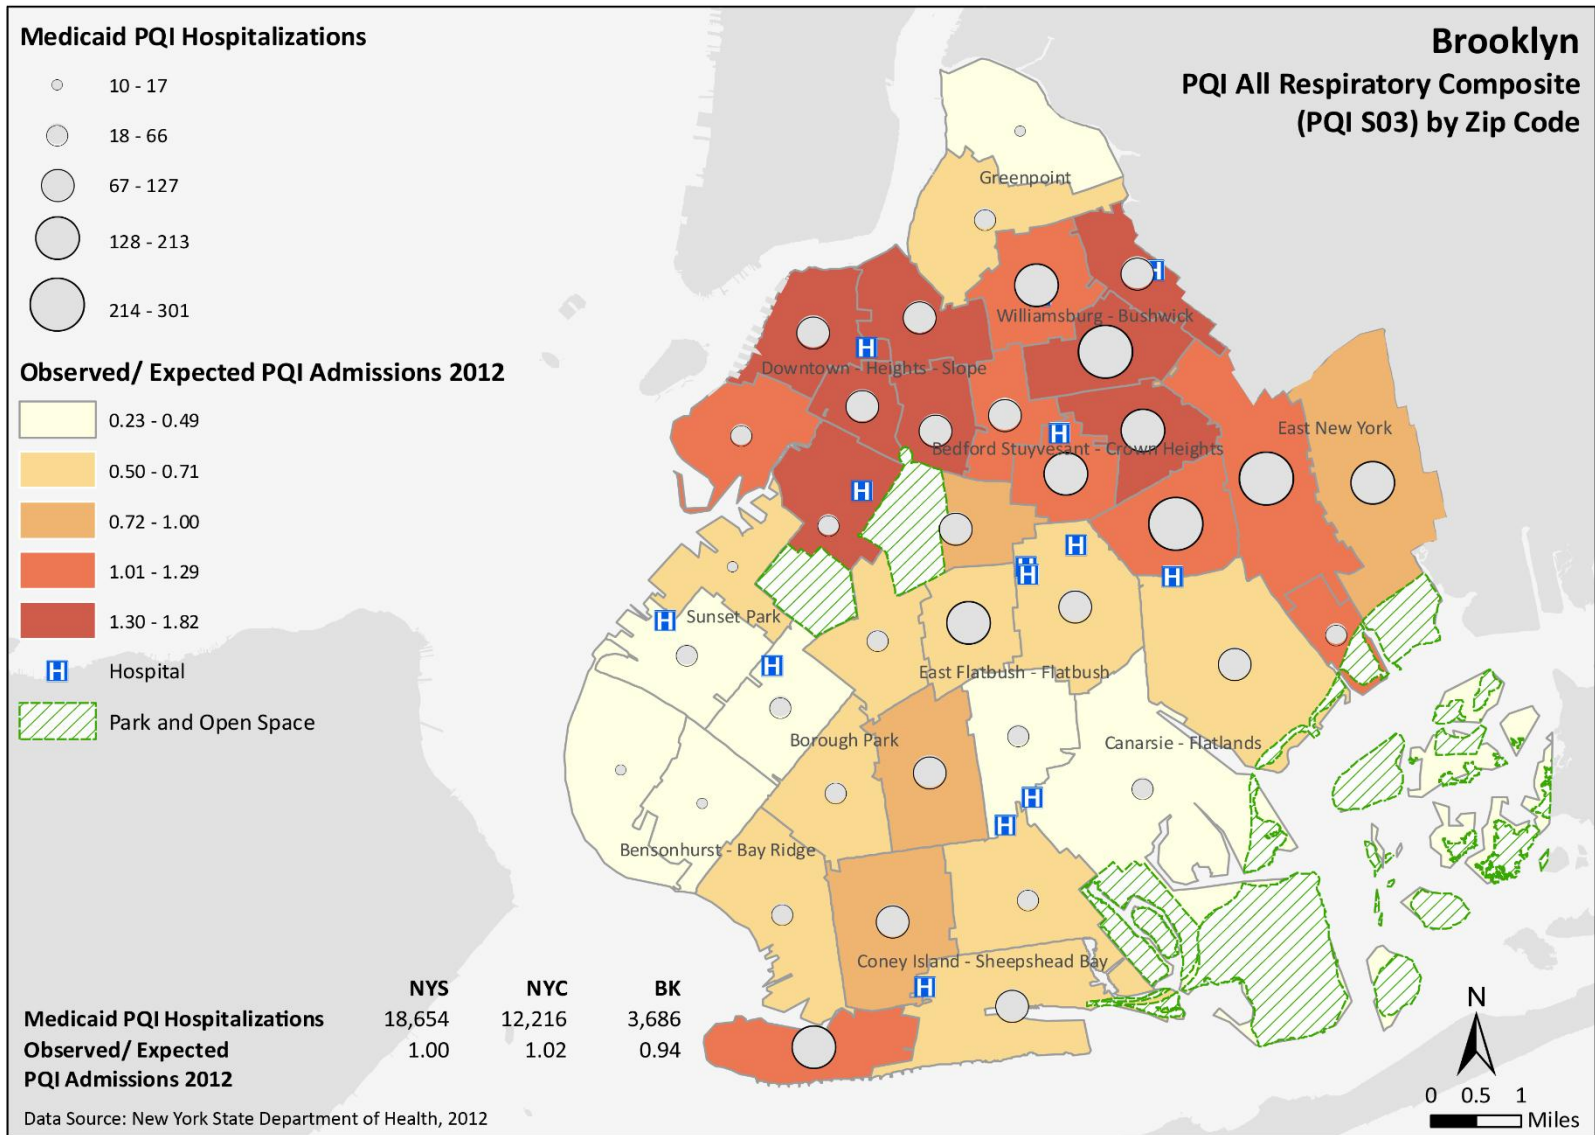 Medicaid PQI Hospitalizations
10 - 17
18 - 66
67 - 127
128 - 213
214 - 301
Observed/ Expected PQI Admissions 2012
0.23 - 0.49
0.50 - 0.71
0.72 - 1.00
1.01 - 1.29
1.30 - 1.82
H Hospital
Park and Open Space
Brooklyn
PQI All Respiratory Composite
(PQI S03) by Zip Code
Greenpoint
H
Williamsburg - Bushwick
H
Downtown - Heights - Slope
East New York
H
Bedford Stuyvesant - Crown Heights
H
H
H
H
H
H
Sunset Park
H
East Flatbush - Flatbush
Borough Park
Canarsie - Flatlands
H
H
Bensonhurst - Bay Ridge
Coney Island - Sheepshead Bay
H
NYS NYC BK
Medicaid PQI Hospitalizations 18,654 12,216 3,686
Observed/ Expected 1.00 1.02 0.94
PQI Admissions 2012
Data Source: New York State Department of Health, 2012
N
0 0.5 1
Miles